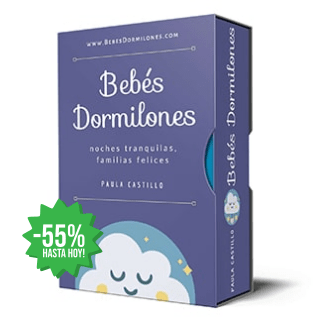 www.BebesDormilones.com
Bebés
Dormilones
noches tranquilas,
familias felices
PAULA CASTILLO
-55%
HASTA HOY!
Bebés Dormilones
PAULA CASTILLO